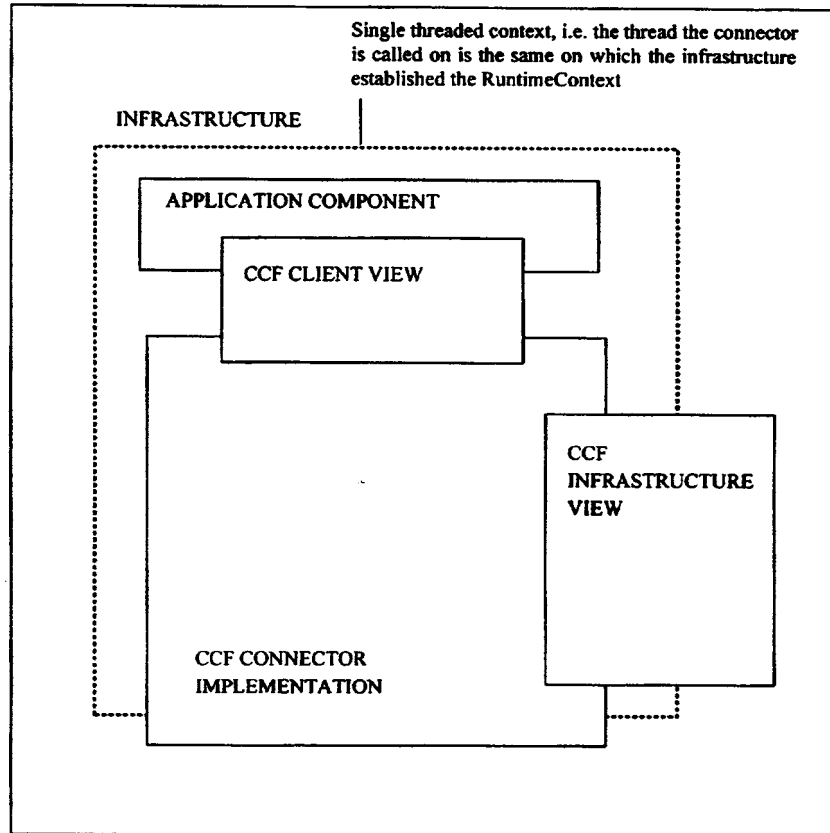 Single threaded context, i.e. the thread the connector
is called on is the same on which the infrastructure
established the RuntimeContext
INFRASTRUCTURE
APPLICATION COMPONENT
CCF CLIENT VIEW
CCF
INFRASTRUCTURE
VIEW
CCF CONNECTOR
IMPLEMENTATION